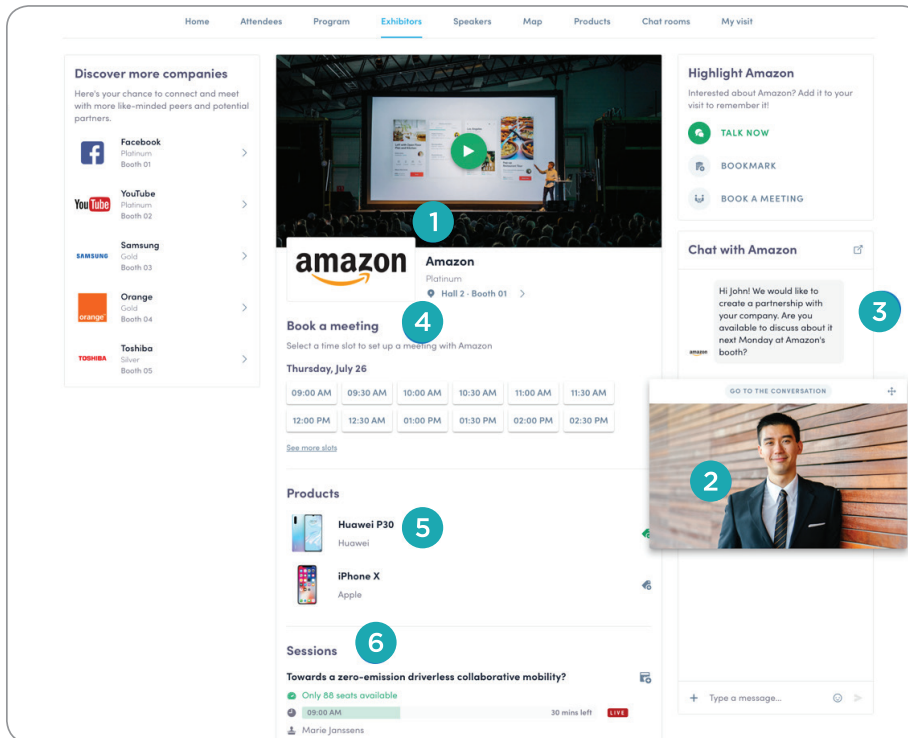 Home Attendees Program Exhibitors Speakers Map Products Chat rooms My visit
Discover more companies
Here's your chance to connect and meet
with more like-minded peers and potential
partners.
Facebook
Platinum
Booth 01
YouTube
YouTube
Platinum
Booth 02
SAMSUNG
Samsung
Gold
Booth 03
orange
Orange
Gold
Booth 04
TOSHIBA
Toshiba
Silver
Booth 05
1
amazon
Amazon
Platinum
Hall 2 · Booth 01
Book a meeting
4
Select a time slot to set up a meeting with Amazon
Thursday, July 26
09:00 AM 09:30 AM 10:00 AM 10:30 AM 11:00 AM 11:30 AM
12:00 PM 12:30 AM 01:00 PM 01:30 PM 02:00 PM 02:30 PM
See more slots
Products
Huawei P30
Huawei
5
iPhone X
Apple
Sessions
6
Towards a zero-emission driverless collaborative mobility?
Only 88 seats available
09:00 AM 30 mins left LIVE
Marie Janssens
Highlight Amazon
Interested about Amazon? Add it to your
visit to remember it!
TALK NOW
BOOKMARK
BOOK A MEETING
Chat with Amazon
Hi John! We would like to
create a partnership with
your company. Are you
available to discuss about it
next Monday at Amazon's
booth?
amazon
3
GO TO THE CONVERSATION
2
+ Type a message...